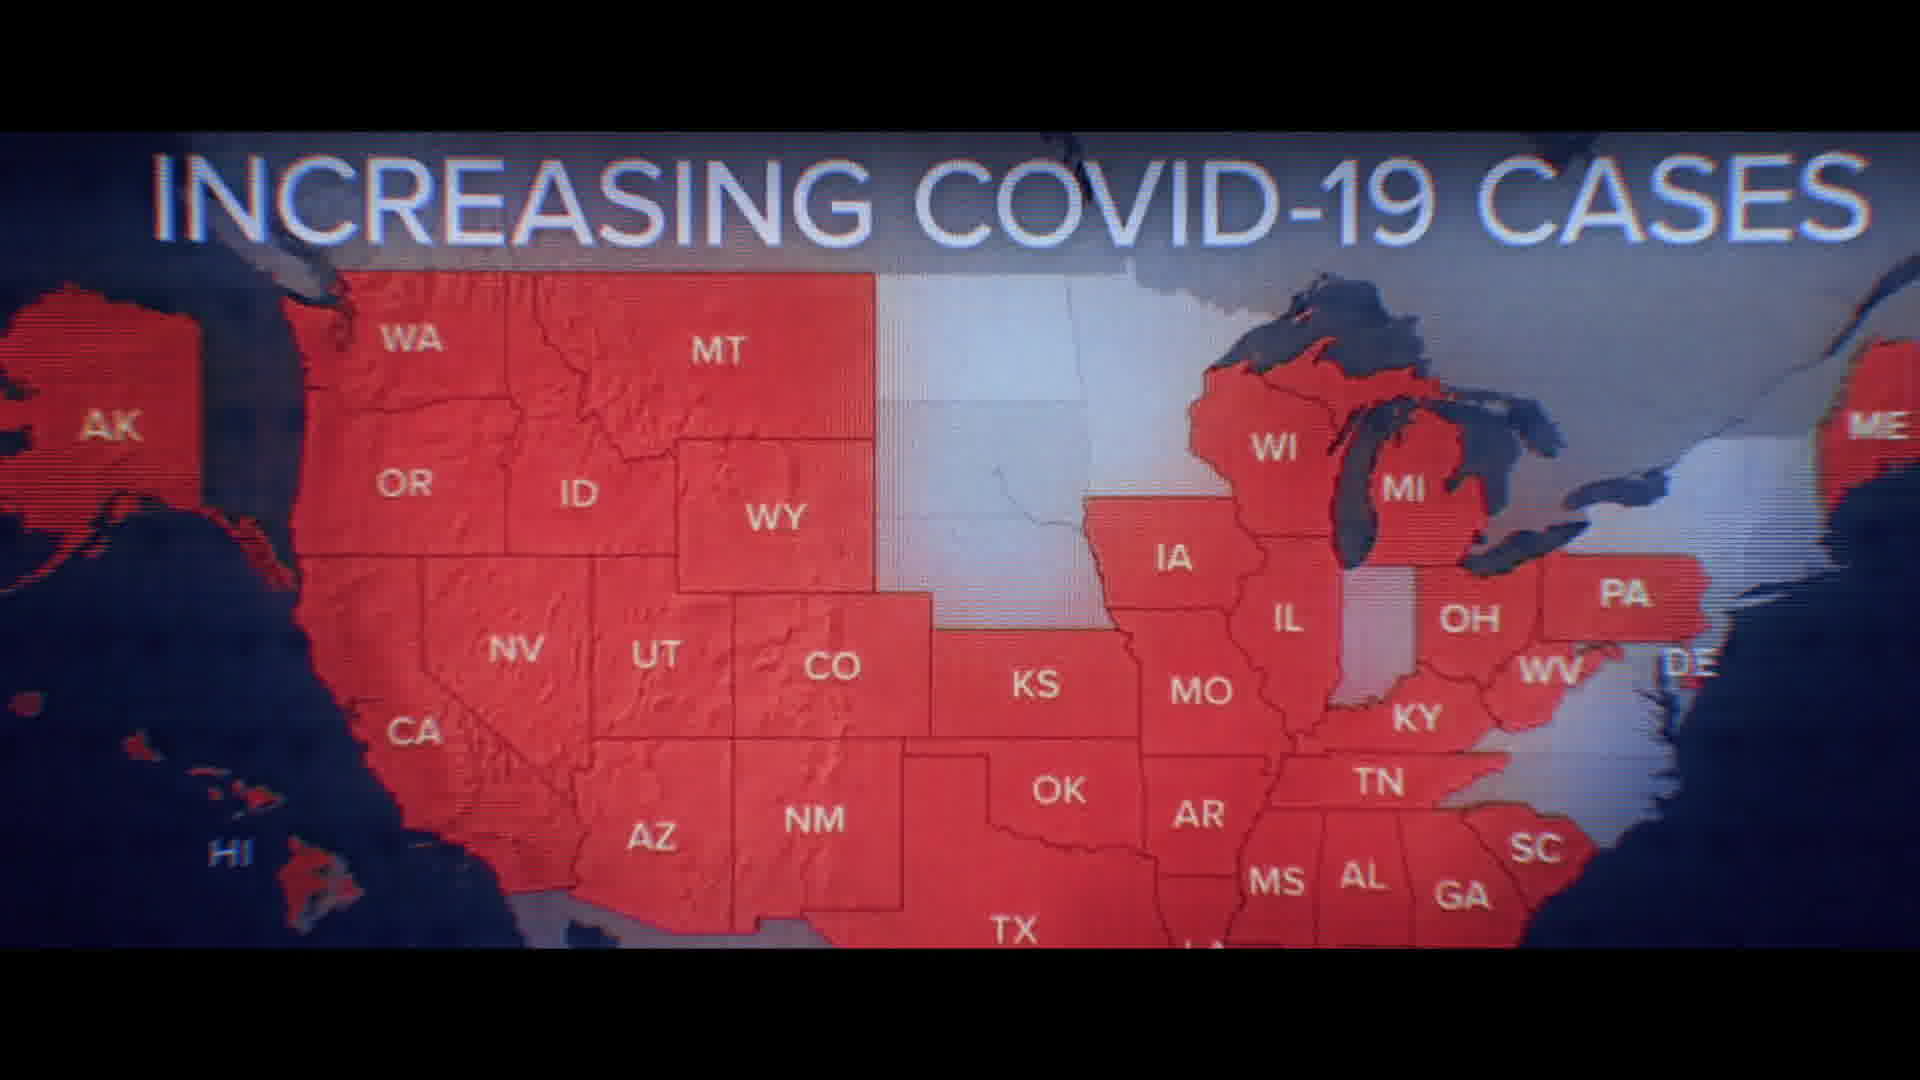 INCREASING COVID-19 CASES
WA
MT
AK
ME
WI
OR
ID
MI
WY
IA
PA
IL
OH
NV
UT
CO
WV
DE
KS
MO
KY
CA
OK
TN
NM
AR
AZ
HI
SC
MS
AL
GA
TX
LA